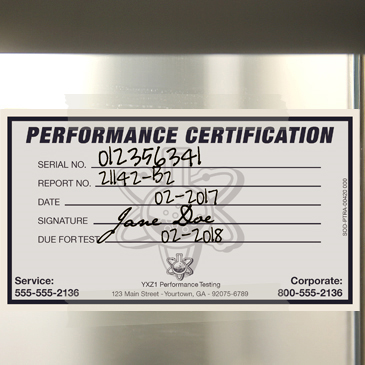 PERFORMANCE CERTIFICATION
SERIAL NO. 012356341
REPORT NO. 21142-B2
DATE 02-2017
SIGNATURE Jane Doe
DUE FOR TEST 02-2018
YXZ1 Performance Testing
123 Main Street - Yourtown, GA - 92075-6789
Service:
555-555-2136
Corporate:
800-555-2136